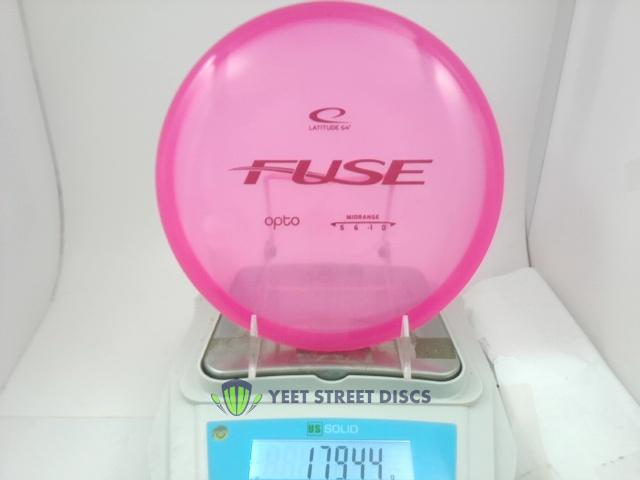 LATITUDE 64°
FUSE
opto
MIDRANGE
5 6 -1 0
YEET STREET DISCS
US SOLID
179.44 g